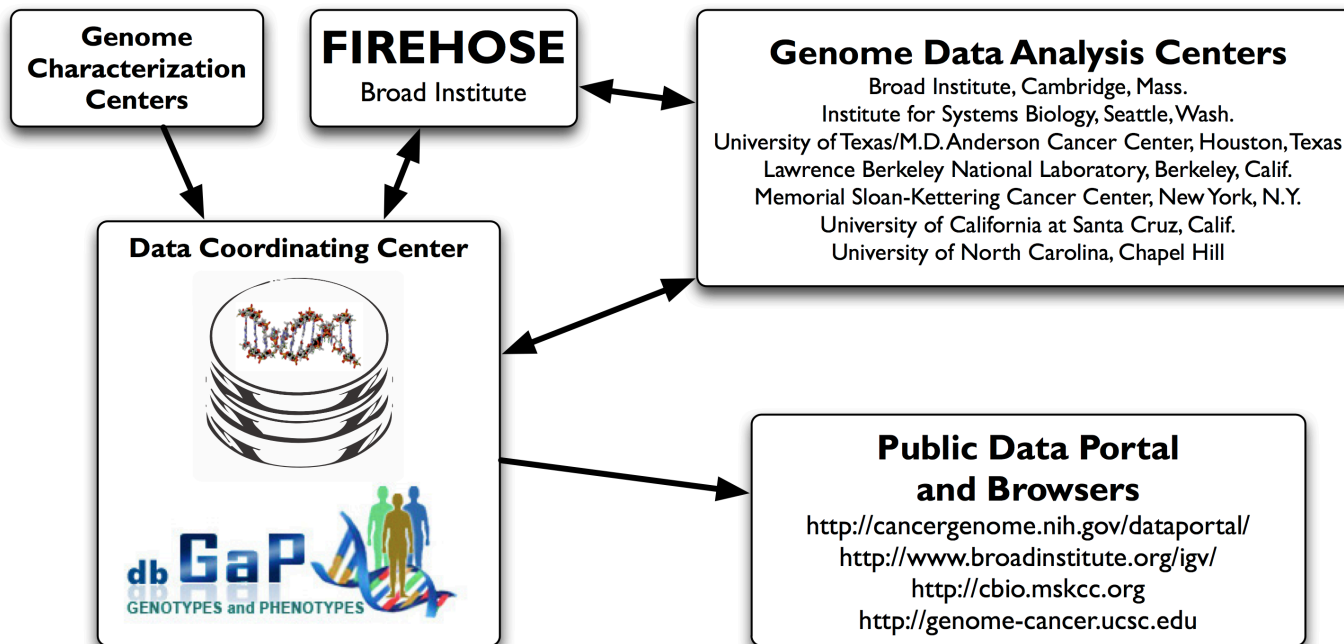 Genome
Characterization
Centers
FIREHOSE
Broad Institute
Genome Data Analysis Centers
Broad Institute, Cambridge, Mass.
Institute for Systems Biology, Seattle, Wash.
University of Texas/M.D. Anderson Cancer Center, Houston, Texas
Lawrence Berkeley National Laboratory, Berkeley, Calif.
Memorial Sloan-Kettering Cancer Center, New York, N.Y.
University of California at Santa Cruz, Calif.
University of North Carolina, Chapel Hill
Data Coordinating Center
db GaP
GENOTYPES and PHENOTYPES
Public Data Portal
and Browsers
http://cancergenome.nih.gov/dataportal/
http://www.broadinstitute.org/igv/
http://cbio.mskcc.org
http://genome-cancer.ucsc.edu